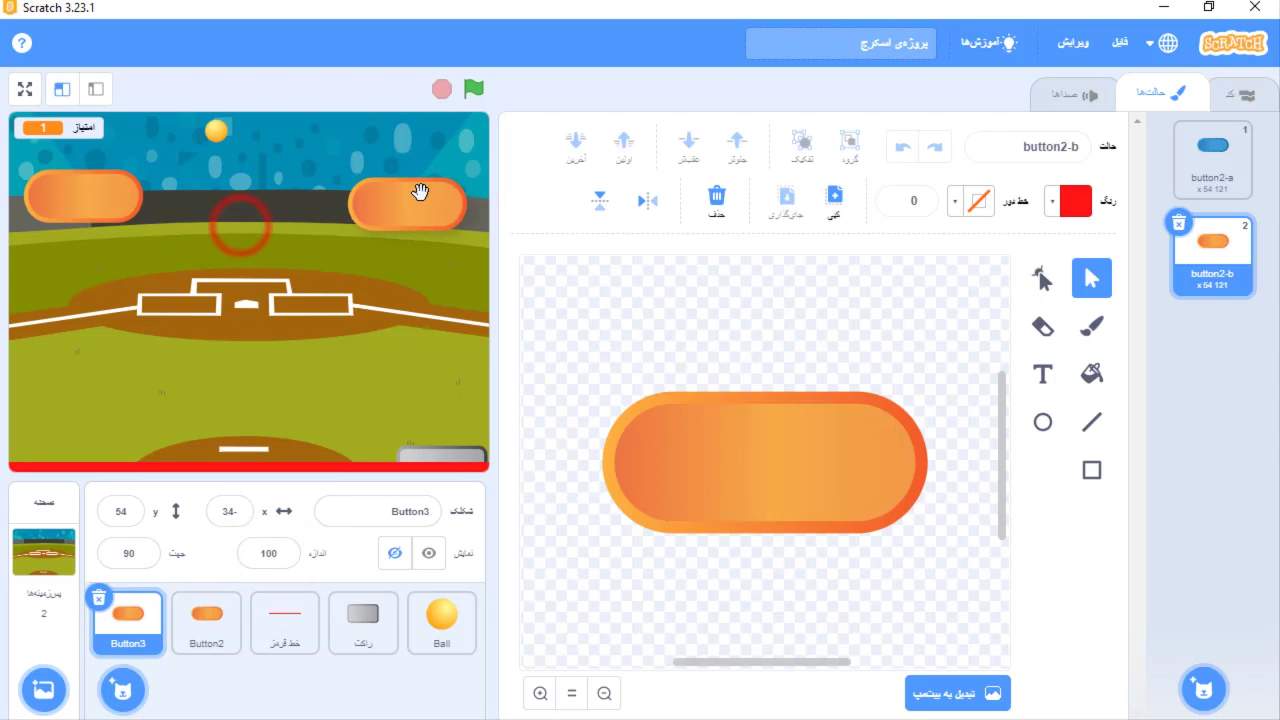 Scratch 3.23.1
SCRATCH
فایل
ویرایش
آموزش‌ها
پروژه‌ی اسکرچ
کد
حالت‌ها
صداها
امتیاز 1
حالت
button2-b
گروه
تفکیک
جلوتر
عقب‌تر
اولین
آخرین
رنگ
خط دور
0
کپی
جای‌گذاری
حذف
1
button2-a
121 x 54
2
button2-b
121 x 54
تبدیل به بیت‌مپ
شکلک
Button3
x
34-
y
54
نمایش
اندازه
100
جهت
90
صحنه
پس‌زمینه‌ها
2
Ball
راکت
خط قرمز
Button2
Button3